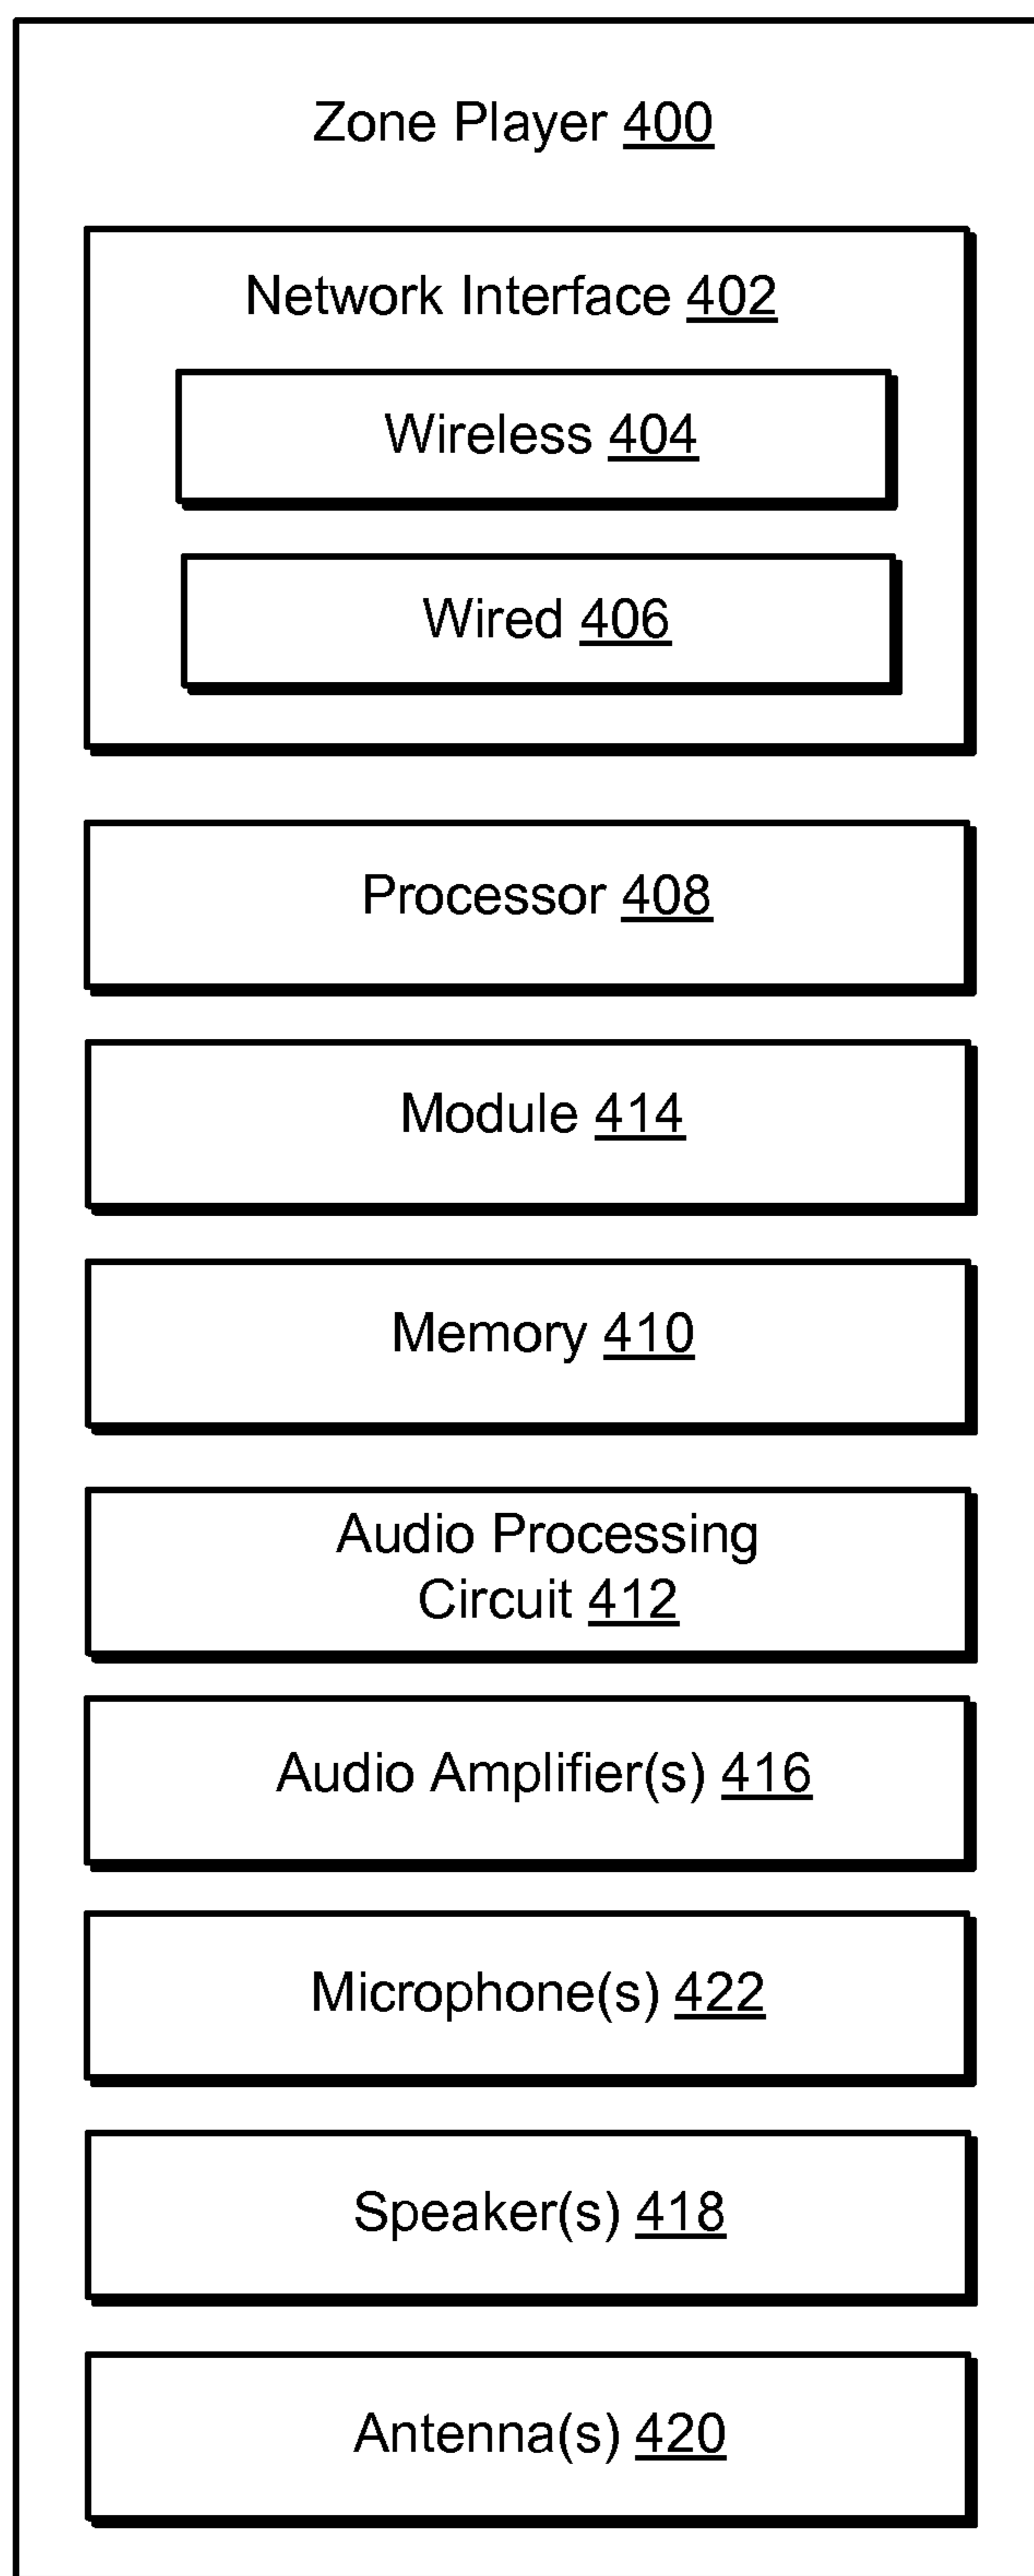 Zone Player 400
Network Interface 402
Wireless 404
Wired 406
Processor 408
Module 414
Memory 410
Audio Processing
Circuit 412
Audio Amplifier(s) 416
Microphone(s) 422
Speaker(s) 418
Antenna(s) 420